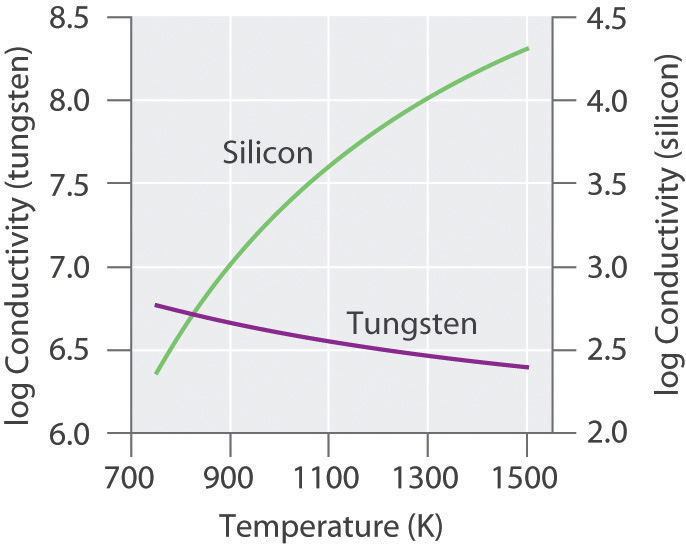 log Conductivity (tungsten)
8.5
8.0
7.5
7.0
6.5
6.0
Silicon
Tungsten
4.5
4.0
3.5
3.0
2.5
2.0
log Conductivity (silicon)
700 900 1100 1300 1500
Temperature (K)